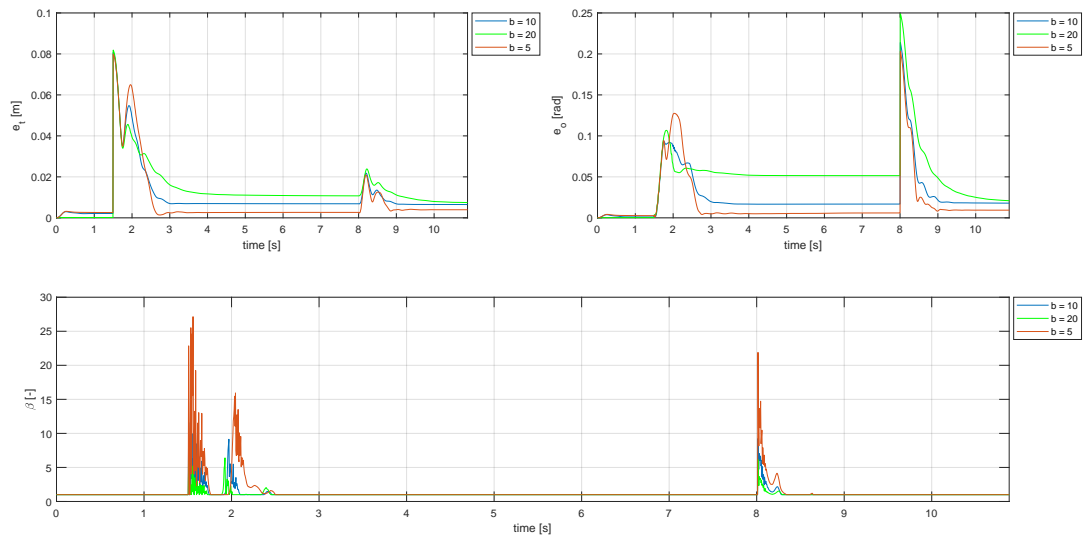 0.1
0.08
0.06
0.04
0.02
0
e_t [m]
0 1 2 3 4 5 6 7 8 9 10
time [s]
b = 10
b = 20
b = 5
0.25
0.2
0.15
0.1
0.05
0
e_o [rad]
0 1 2 3 4 5 6 7 8 9 10
time [s]
b = 10
b = 20
b = 5
30
25
20
15
10
5
0
β [-]
0 1 2 3 4 5 6 7 8 9 10
time [s]
b = 10
b = 20
b = 5